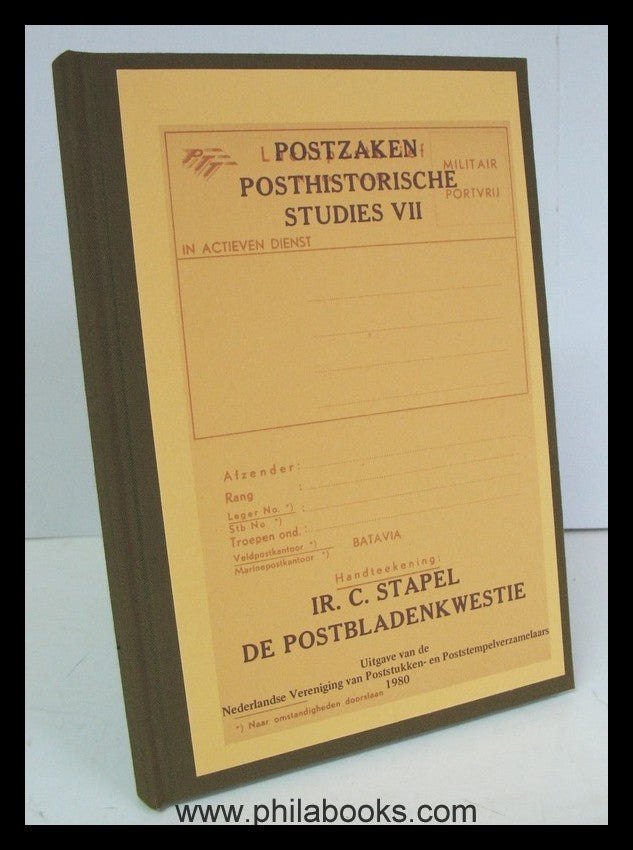 PTT
POSTZAKEN
POSTHISTORISCHE
STUDIES VII
MILITAIR
PORTVRIJ
IN ACTIEVEN DIENST
Afzender:
Rang :
Leger No. *)
Stb No *) :
Troepen ond. :
Veldpostkantoor *)
Marinepostkantoor *)
BATAVIA
Handteekening:
IR. C. STAPEL
DE POSTBLADENKWESTIE
Uitgave van de
Nederlandse Vereniging van Poststukken- en Poststempelverzamelaars
1980
*) Naar omstandigheden doorslaan
www.philabooks.com